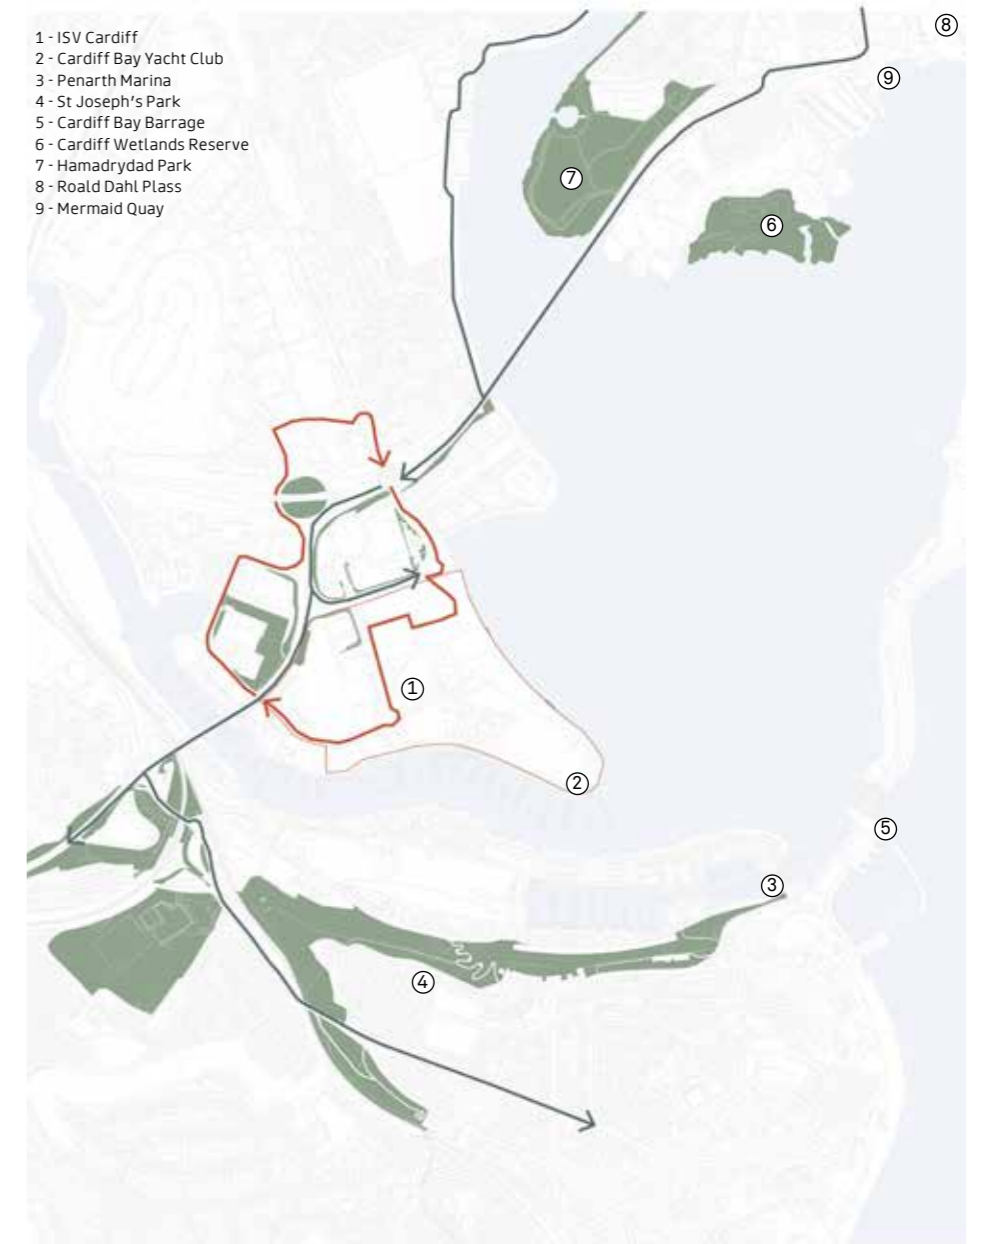 1 - ISV Cardiff
2 - Cardiff Bay Yacht Club
3 - Penarth Marina
4 - St Joseph's Park
5 - Cardiff Bay Barrage
6 - Cardiff Wetlands Reserve
7 - Hamadrydad Park
8 - Roald Dahl Plass
9 - Mermaid Quay
8
9
7
6
1
2
5
3
4